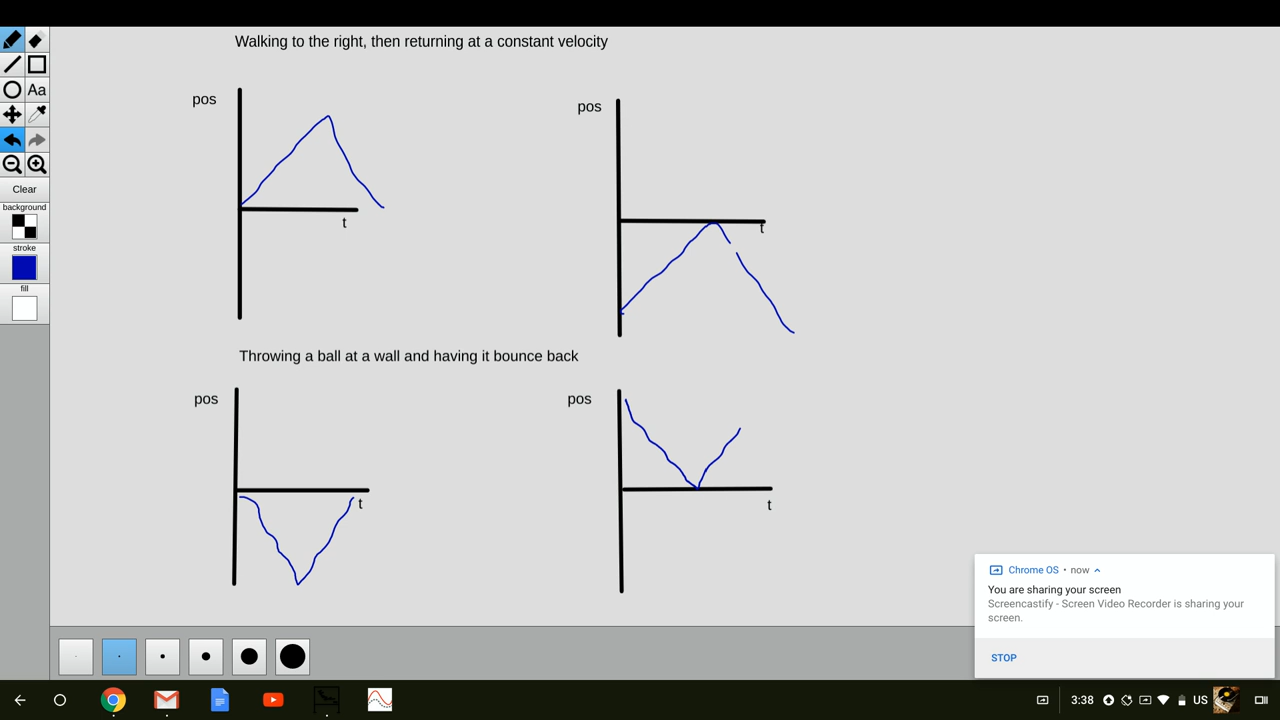 Walking to the right, then returning at a constant velocity
Aa
pos
pos
t
t
Clear
background
stroke
fill
Throwing a ball at a wall and having it bounce back
pos
pos
t
t
Chrome OS • now
You are sharing your screen
Screencastify - Screen Video Recorder is sharing your
screen.
STOP
3:38
US